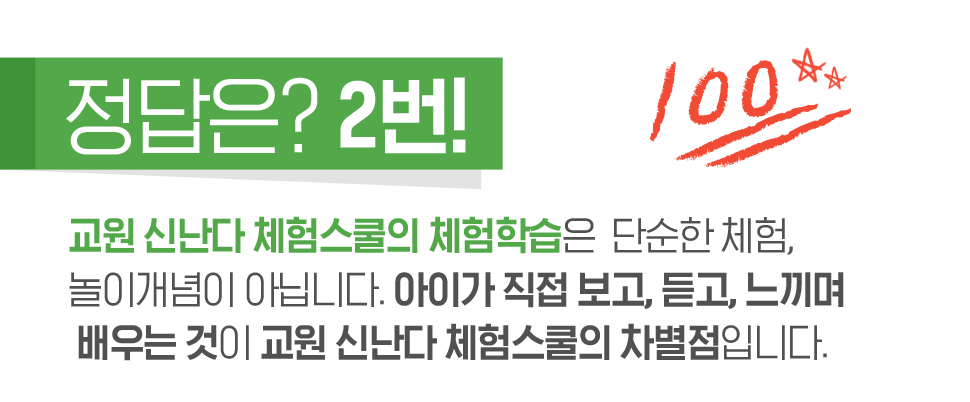 정답은? 2번!
100
교원 신난다 체험스쿨의 체험학습은 단순한 체험,
놀이개념이 아닙니다. 아이가 직접 보고, 듣고, 느끼며
배우는 것이 교원 신난다 체험스쿨의 차별점입니다.